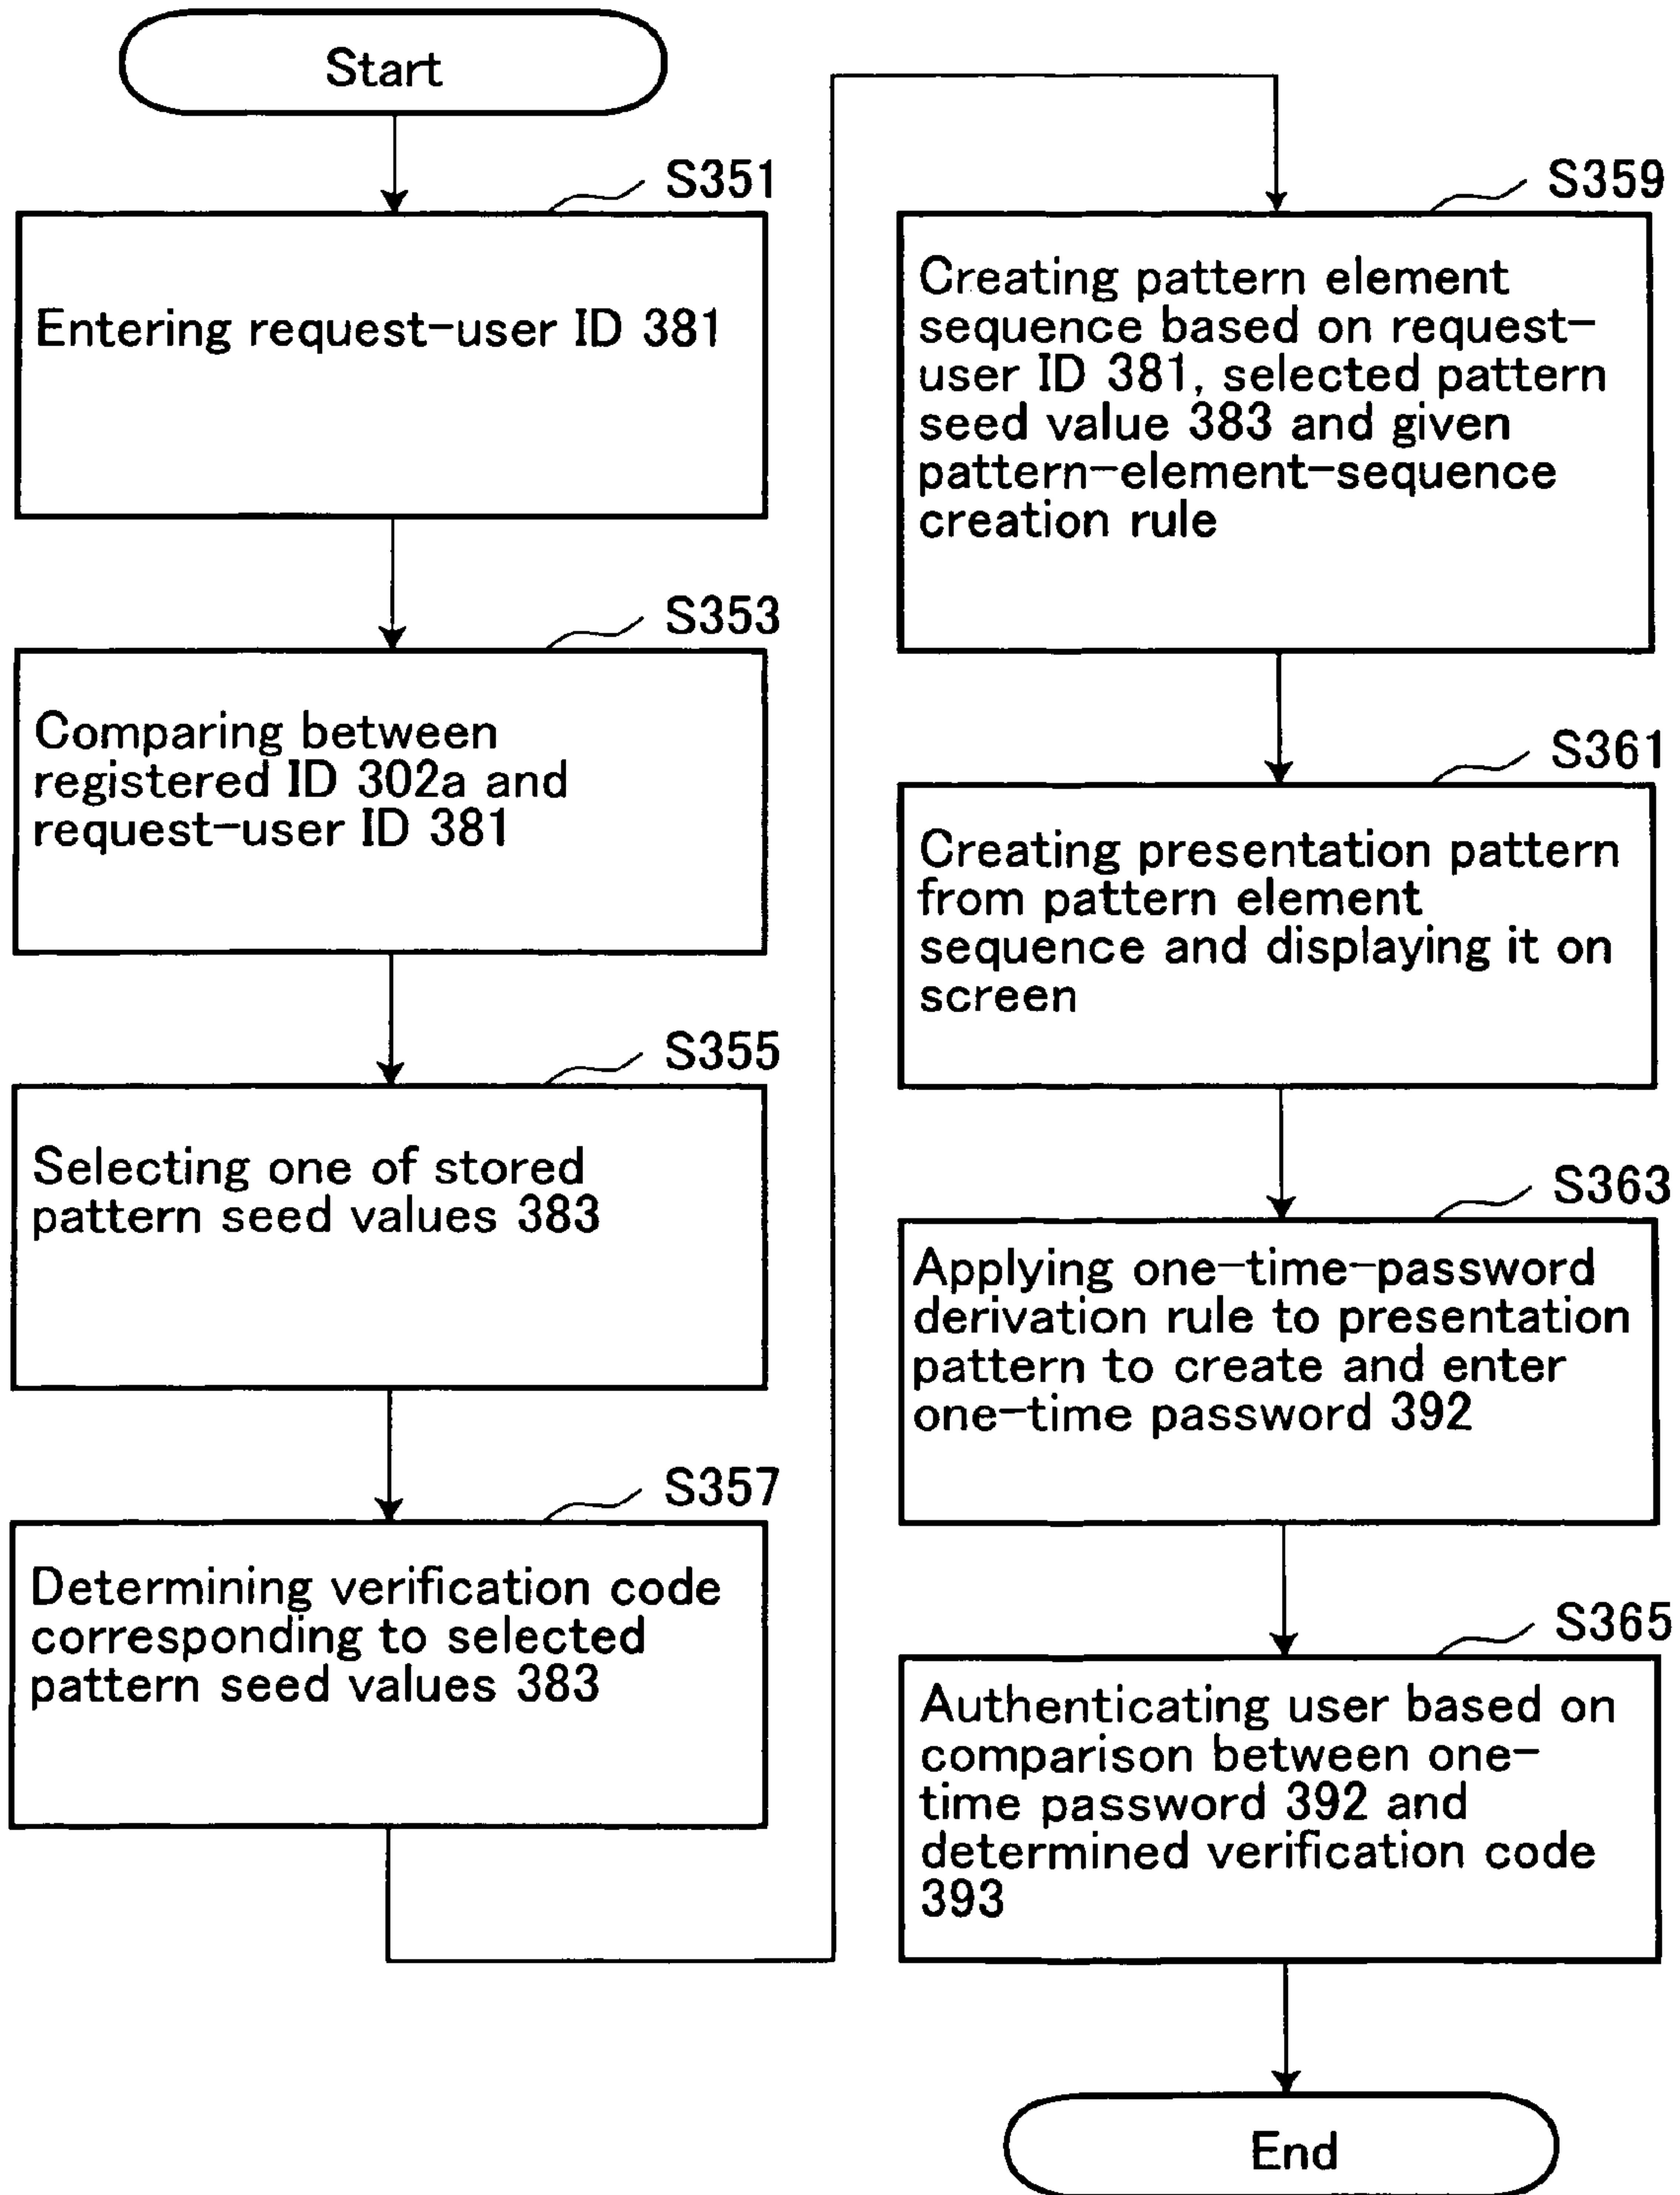 Start
S351
Entering request-user ID 381
S353
Comparing between
registered ID 302a and
request-user ID 381
S355
Selecting one of stored
pattern seed values 383
S357
Determining verification code
corresponding to selected
pattern seed values 383
S359
Creating pattern element
sequence based on request-
user ID 381, selected pattern
seed value 383 and given
pattern-element-sequence
creation rule
S361
Creating presentation pattern
from pattern element
sequence and displaying it on
screen
S363
Applying one-time-password
derivation rule to presentation
pattern to create and enter
one-time password 392
S365
Authenticating user based on
comparison between one-
time password 392 and
determined verification code
393
End